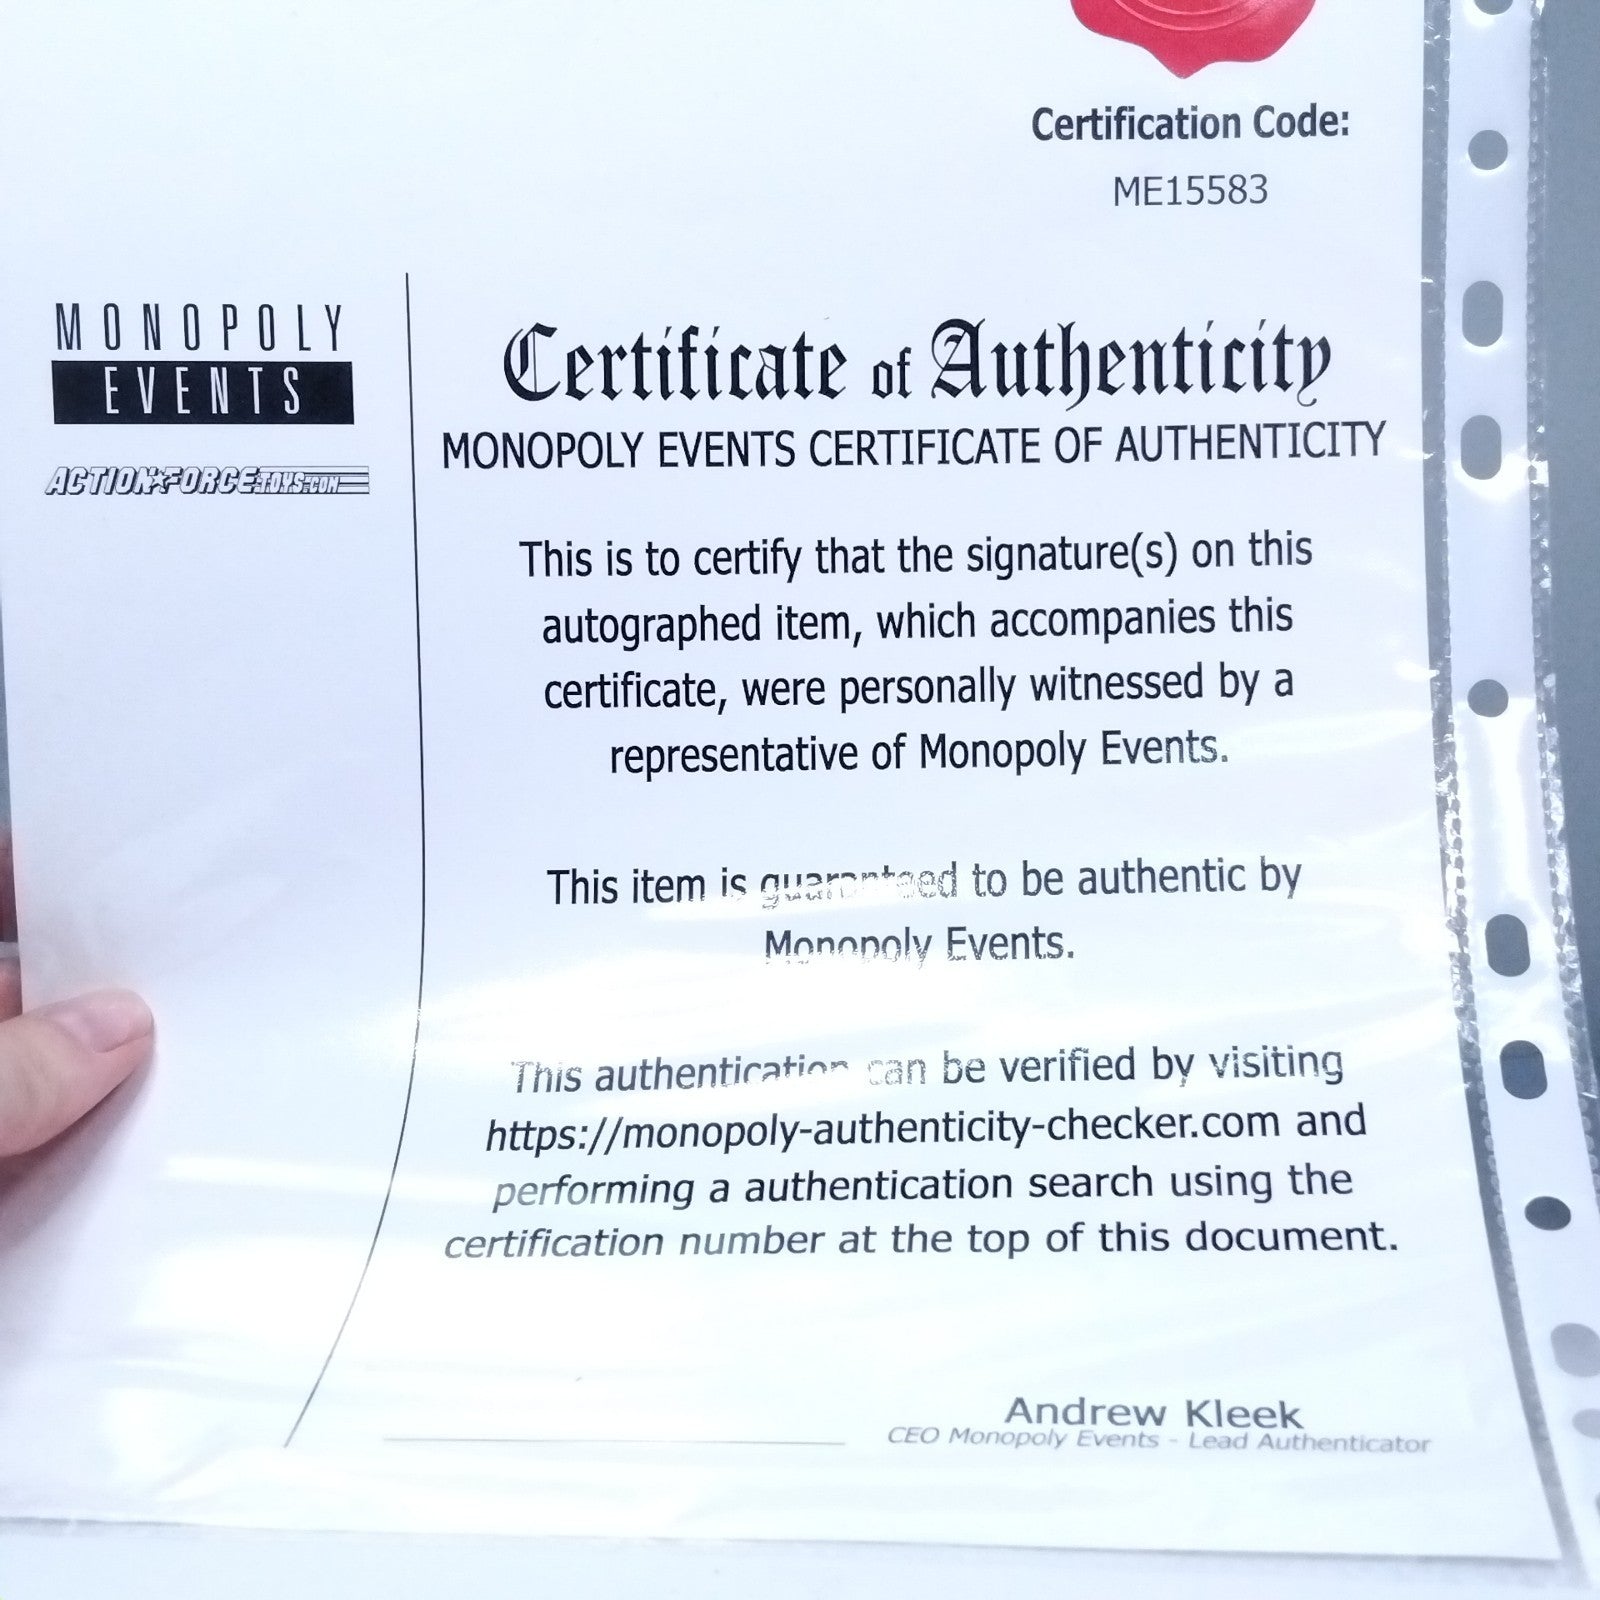 Certification Code:
ME15583
MONOPOLY
EVENTS
ACTION FORCE TOYS.COM
Certificate of Authenticity
MONOPOLY EVENTS CERTIFICATE OF AUTHENTICITY
This is to certify that the signature(s) on this
autographed item, which accompanies this
certificate, were personally witnessed by a
representative of Monopoly Events.
This item is guaranteed to be authentic by
Monopoly Events.
This authentication can be verified by visiting
https://monopoly-authenticity-checker.com and
performing a authentication search using the
certification number at the top of this document.
Andrew Kleek
CEO Monopoly Events - Lead Authenticator